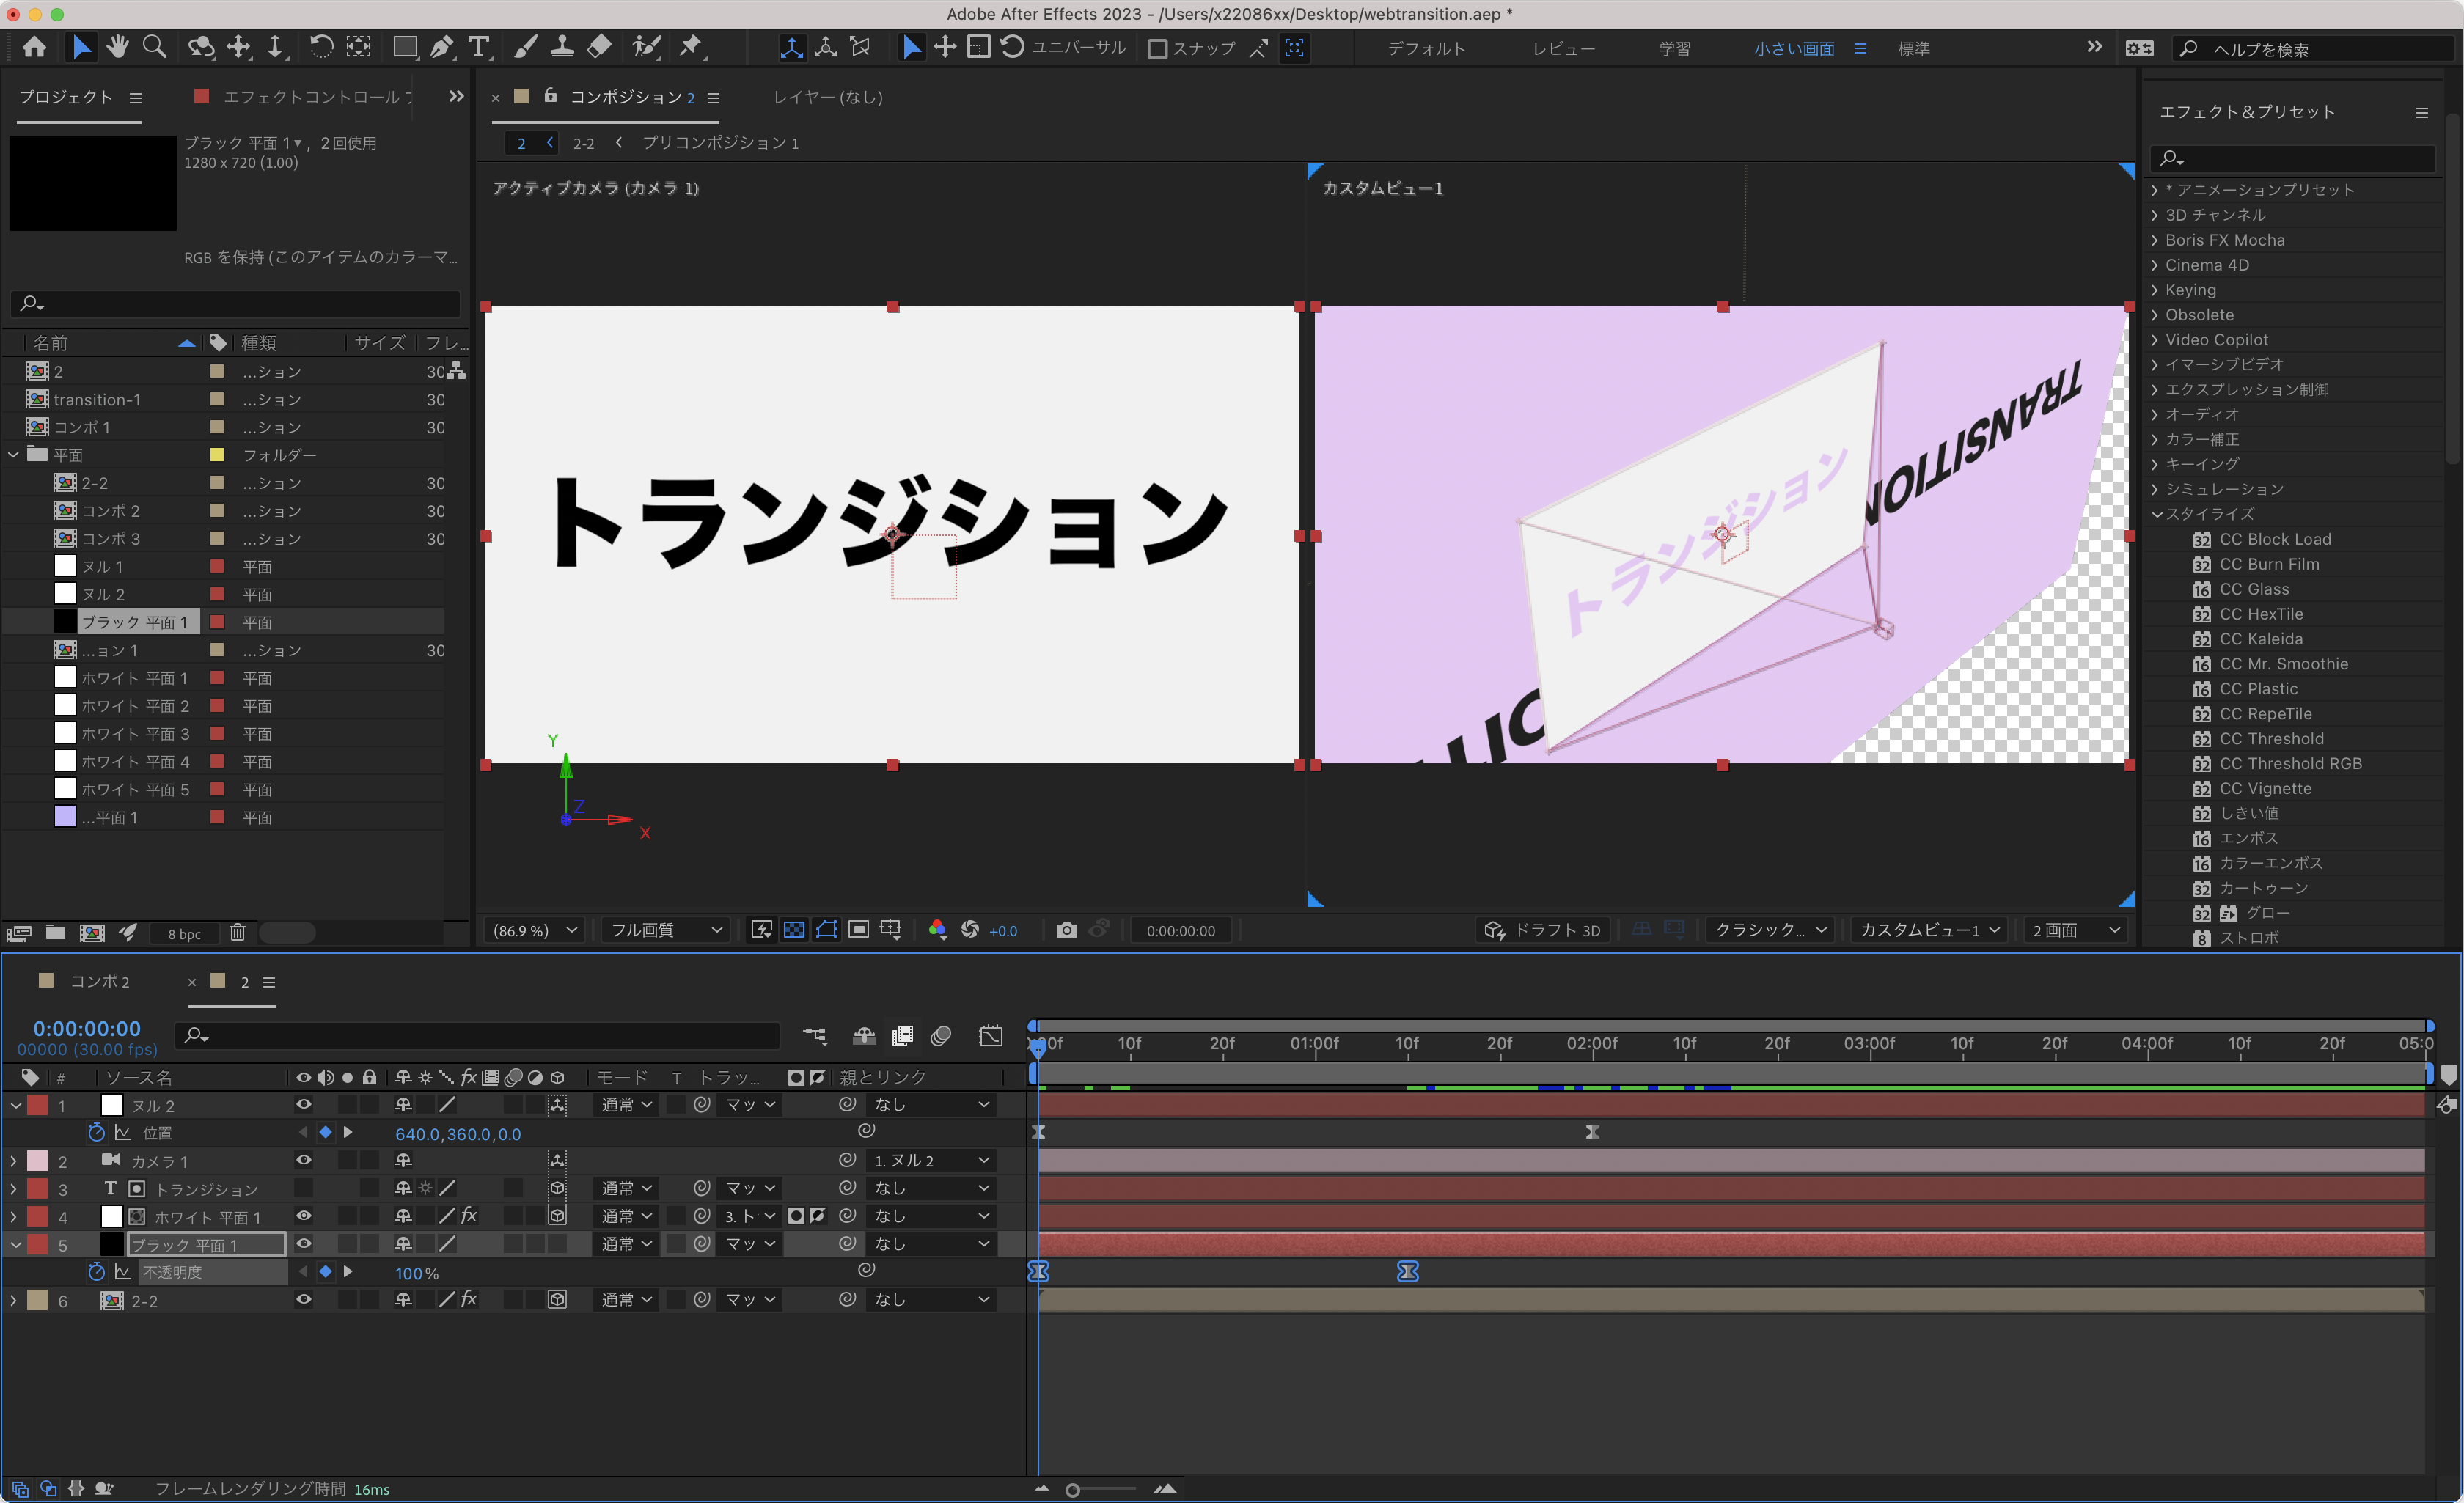 Adobe After Effects 2023 - /Users/x22086xx/Desktop/webtransition.aep *
ユニバーサル
スナップ
デフォルト
レビュー
学習
小さい画面
標準
ヘルプを検索
プロジェクト
エフェクトコントロール
コンポジション 2
レイヤー (なし)
エフェクト＆プリセット
ブラック 平面 1▼, 2回使用
1280 x 720 (1.00)
RGB を保持 (このアイテムのカラーマ...
2
2-2
プリコンポジション 1
アクティブカメラ (カメラ 1)
カスタムビュー1
名前
種類
サイズ
フレ...
2 ...ション 30
transition-1 ...ション 30
コンポ 1 ...ション 30
平面 フォルダー
2-2 ...ション 30
コンポ 2 ...ション 30
コンポ 3 ...ション 30
ヌル 1 平面
ヌル 2 平面
ブラック 平面 1 平面
...ョン 1 ...ション 30
ホワイト 平面 1 平面
ホワイト 平面 2 平面
ホワイト 平面 3 平面
ホワイト 平面 4 平面
ホワイト 平面 5 平面
...平面 1 平面
8 bpc
トランジション
Y
Z
X
トランジション
TRANSITION
* アニメーションプリセット
3D チャンネル
Boris FX Mocha
Cinema 4D
Keying
Obsolete
Video Copilot
イマーシブビデオ
エクスプレッション制御
オーディオ
カラー補正
キーイング
シミュレーション
スタイライズ
32 CC Block Load
32 CC Burn Film
16 CC Glass
32 CC HexTile
32 CC Kaleida
16 CC Mr. Smoothie
16 CC Plastic
32 CC RepeTile
32 CC Threshold
32 CC Threshold RGB
32 CC Vignette
32 しきい値
16 エンボス
16 カラーエンボス
32 カートゥーン
32 グロー
8 ストロボ
(86.9 %)
フル画質
+0.0
0:00:00:00
ドラフト 3D
クラシック...
カスタムビュー1
2 画面
コンポ 2
2
0:00:00:00
00000 (30.00 fps)
00f 10f 20f 01:00f 10f 20f 02:00f 10f 20f 03:00f 10f 20f 04:00f 10f 20f 05:0
# ソース名 fx モード T トラッ... 親とリンク
1 ヌル 2 通常 マッ なし
位置 640.0,360.0,0.0
2 カメラ 1 1. ヌル 2
3 T トランジション 通常 マッ なし
4 ホワイト 平面 1 fx 通常 3. ト なし
5 ブラック 平面 1 通常 マッ なし
不透明度 100%
6 2-2 fx 通常 マッ なし
フレームレンダリング時間 16ms